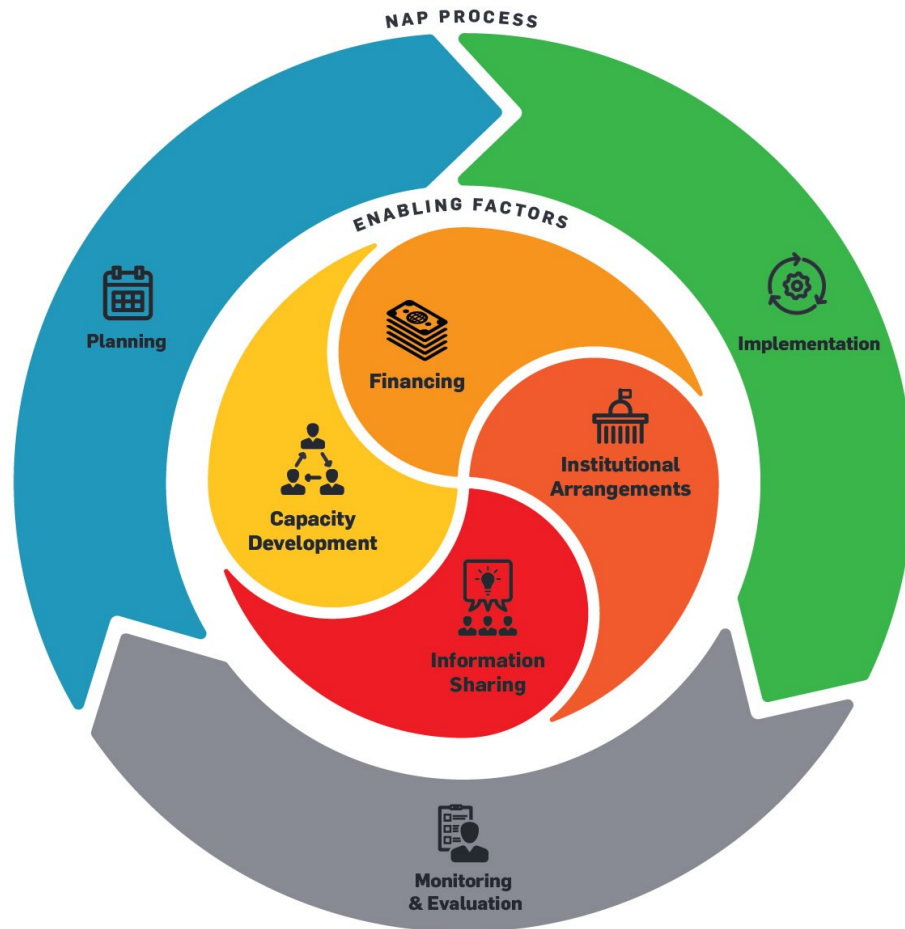 NAP PROCESS
ENABLING FACTORS
Planning
Implementation
Financing
Institutional
Arrangements
Capacity
Development
Information
Sharing
Monitoring
& Evaluation